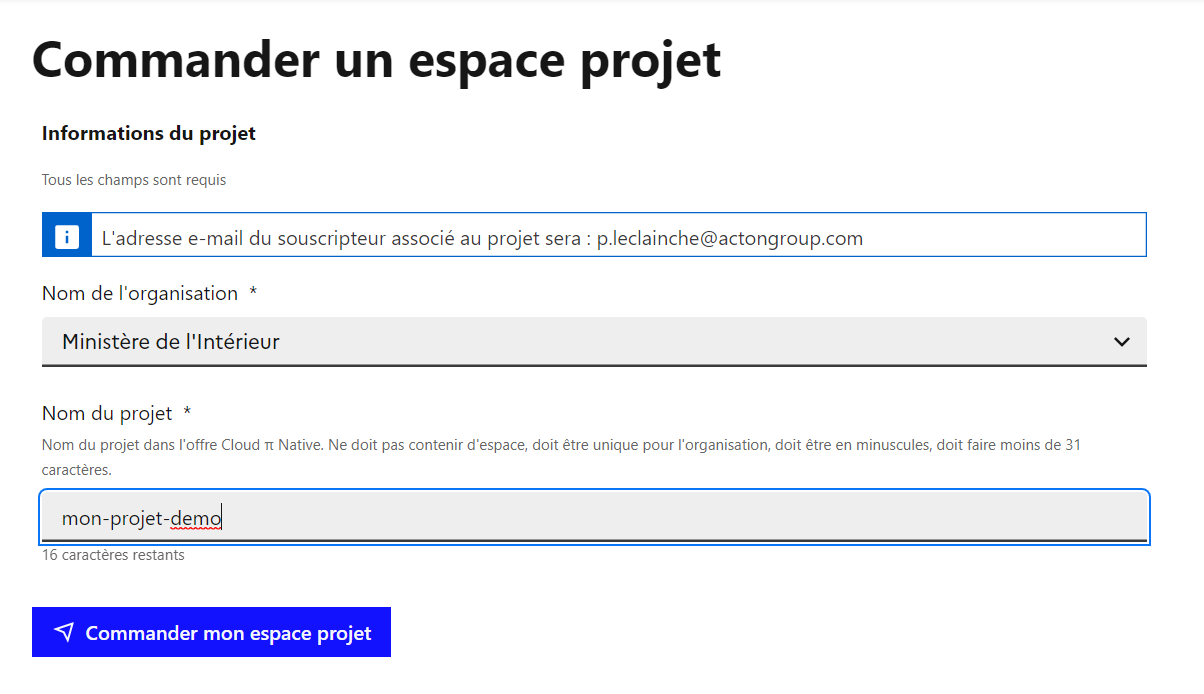 Commander un espace projet
Informations du projet
Tous les champs sont requis
L'adresse e-mail du souscripteur associé au projet sera : p.leclainche@actongroup.com
Nom de l'organisation *
Ministère de l'Intérieur
Nom du projet *
Nom du projet dans l'offre Cloud π Native. Ne doit pas contenir d'espace, doit être unique pour l'organisation, doit être en minuscules, doit faire moins de 31
caractères.
mon-projet-demo
16 caractères restants
Commander mon espace projet